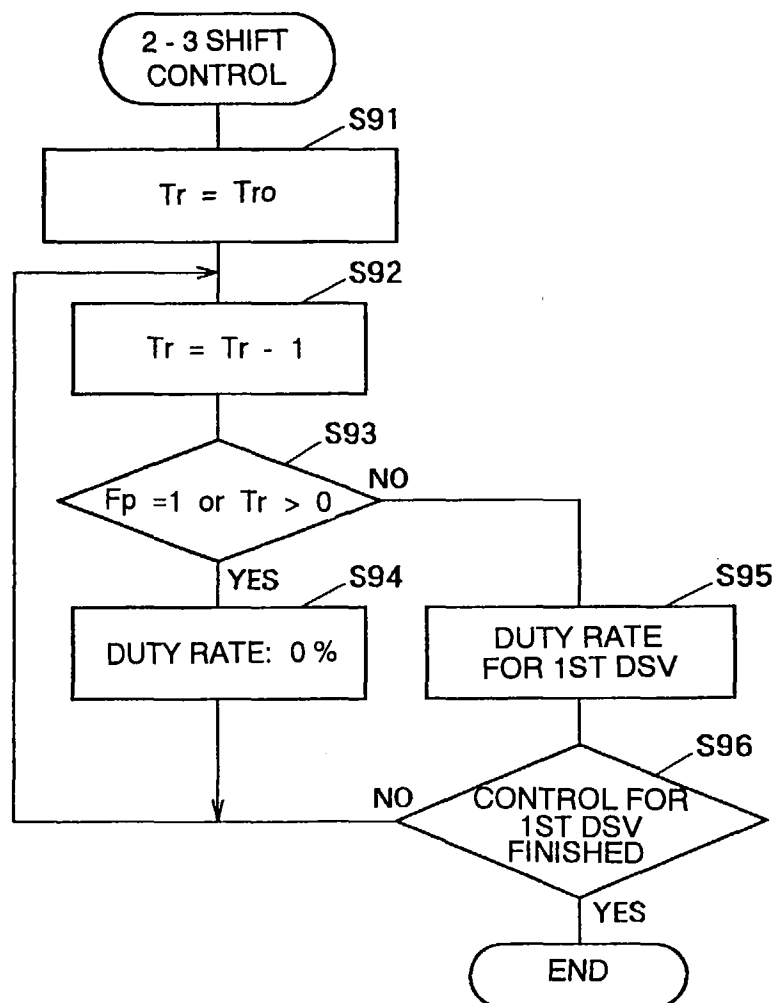 2 - 3 SHIFT
CONTROL
S91
Tr = Tro
S92
Tr = Tr - 1
S93
Fp =1 or Tr > 0
NO
YES
S94
DUTY RATE: 0 %
S95
DUTY RATE
FOR 1ST DSV
S96
NO
CONTROL FOR
1ST DSV
FINISHED
YES
END